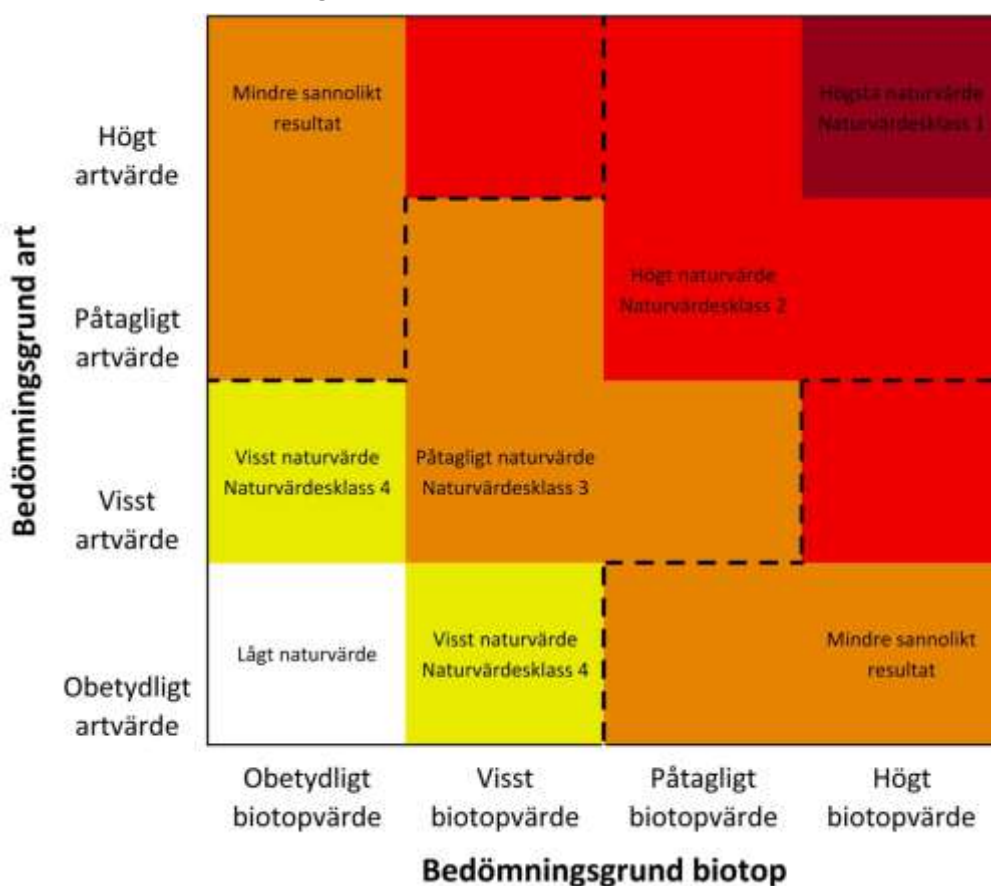 Mindre sannolikt
resultat
Högsta naturvärde
Naturvärdesklass 1
Högt
artvärde
Högt naturvärde
Naturvärdesklass 2
Påtagligt
artvärde
Bedömningsgrund art
Visst naturvärde
Naturvärdesklass 4
Påtagligt naturvärde
Naturvärdesklass 3
Visst
artvärde
Lågt naturvärde
Visst naturvärde
Naturvärdesklass 4
Mindre sannolikt
resultat
Obetydligt
artvärde
Obetydligt
biotopvärde
Visst
biotopvärde
Påtagligt
biotopvärde
Högt
biotopvärde
Bedömningsgrund biotop